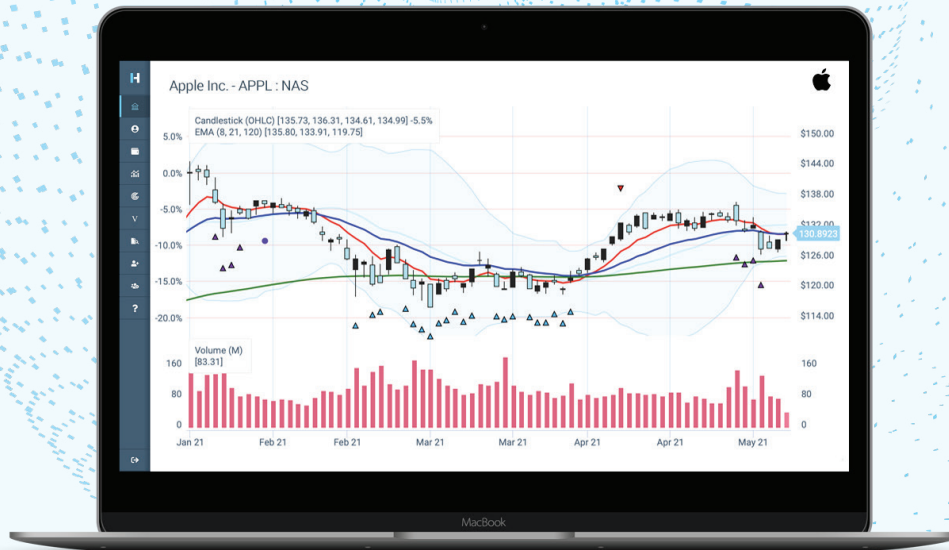 H
Apple Inc. - APPL : NAS
Candlestick (OHLC) [135.73, 136.31, 134.61, 134.99] -5.5%
EMA (8, 21, 120) [135.80, 133.91, 119.75]
5.0%
0.0%
-5.0%
-10.0%
-15.0%
-20.0%
$150.00
$144.00
$138.00
130.8923
$126.00
$120.00
$114.00
V
?
Volume (M)
[83.31]
160
80
0
160
80
0
Jan 21
Feb 21
Feb 21
Mar 21
Mar 21
Apr 21
Apr 21
May 21
MacBook